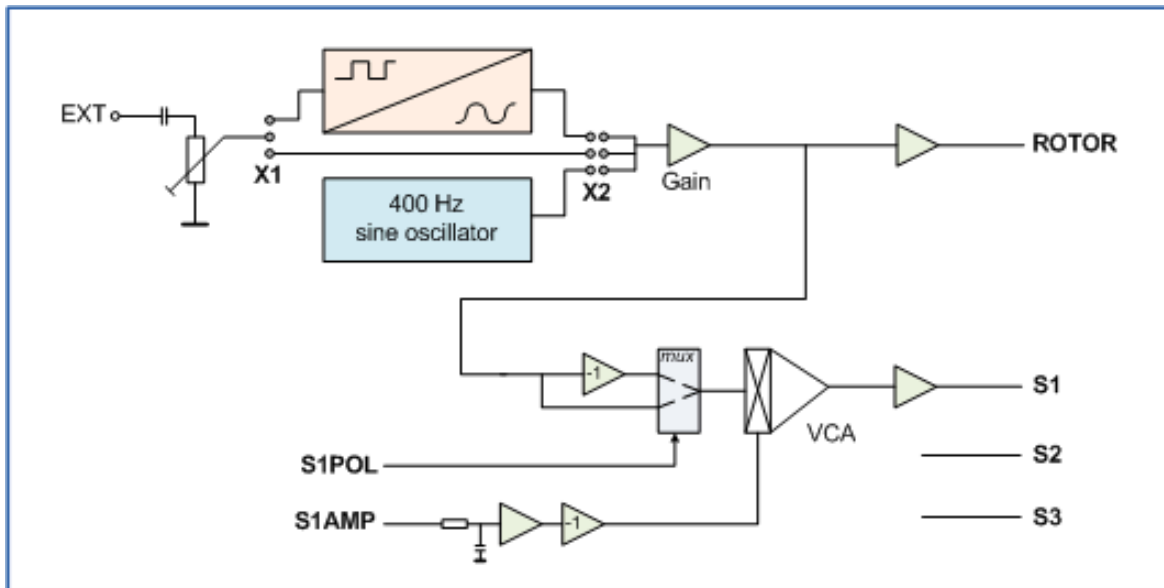 EXT
X1
400 Hz
sine oscillator
X2
Gain
ROTOR
-1
mux
VCA
S1
S1POL
S2
S1AMP
-1
S3